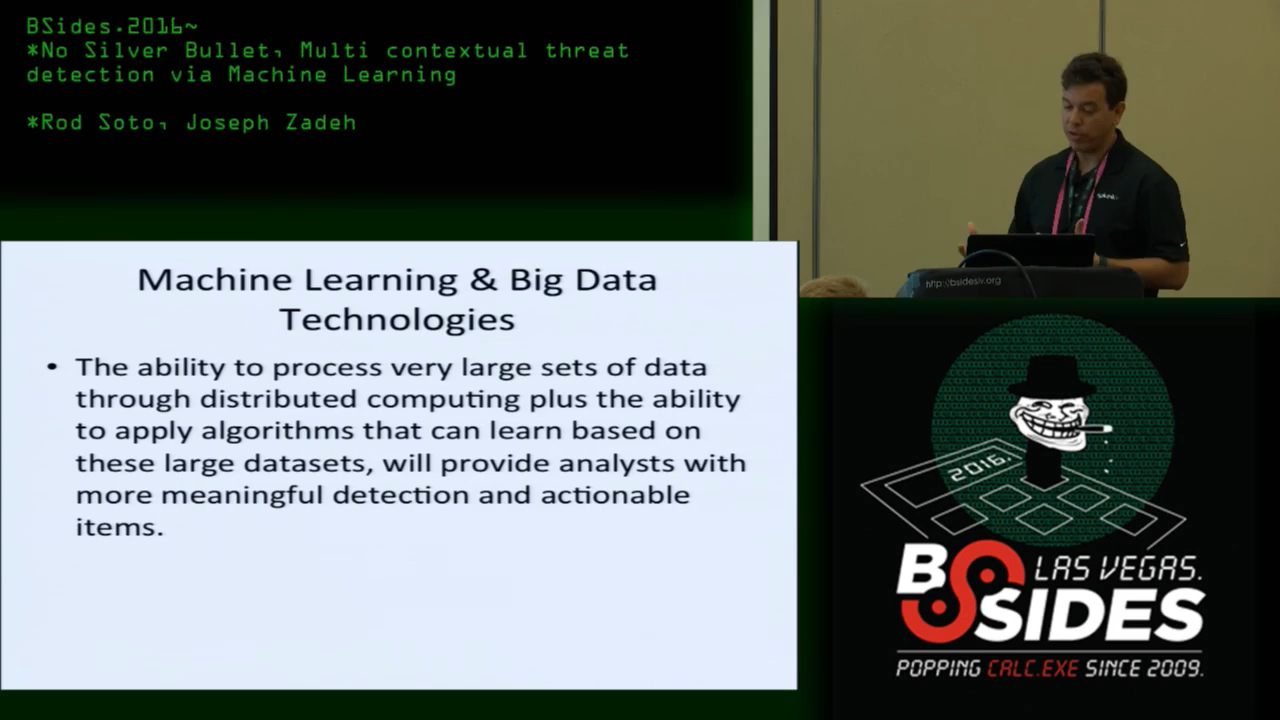 BSides.2016~
*No Silver Bullet, Multi contextual threat
detection via Machine Learning
*Rod Soto, Joseph Zadeh
http://bsideslv.org
Machine Learning & Big Data
Technologies
• The ability to process very large sets of data
through distributed computing plus the ability
to apply algorithms that can learn based on
these large datasets, will provide analysts with
more meaningful detection and actionable
items.
2016.
BSIDES
LAS VEGAS.
POPPING CALC.EXE SINCE 2009.